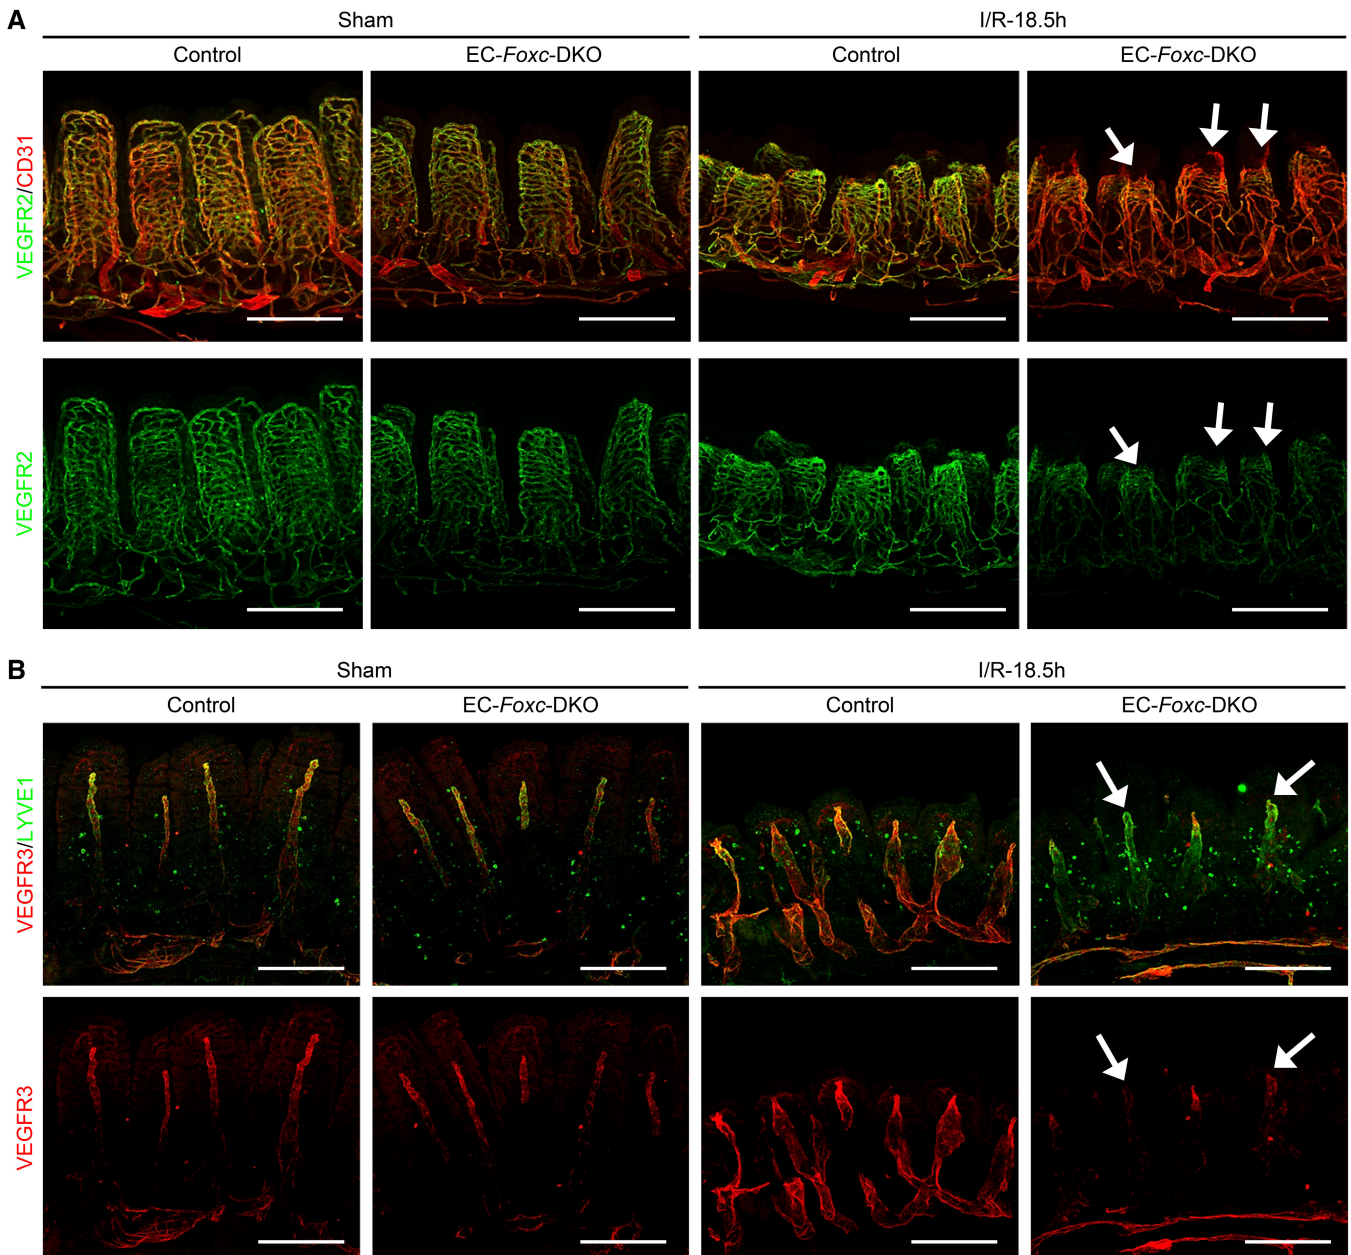 A
Sham
I/R-18.5h
Control
EC-Foxc-DKO
Control
EC-Foxc-DKO
VEGFR2/CD31
VEGFR2
B
Sham
I/R-18.5h
Control
EC-Foxc-DKO
Control
EC-Foxc-DKO
VEGFR3/LYVE1
VEGFR3